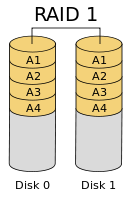 RAID 1
A1 A1
A2 A2
A3 A3
A4 A4
Disk 0 Disk 1